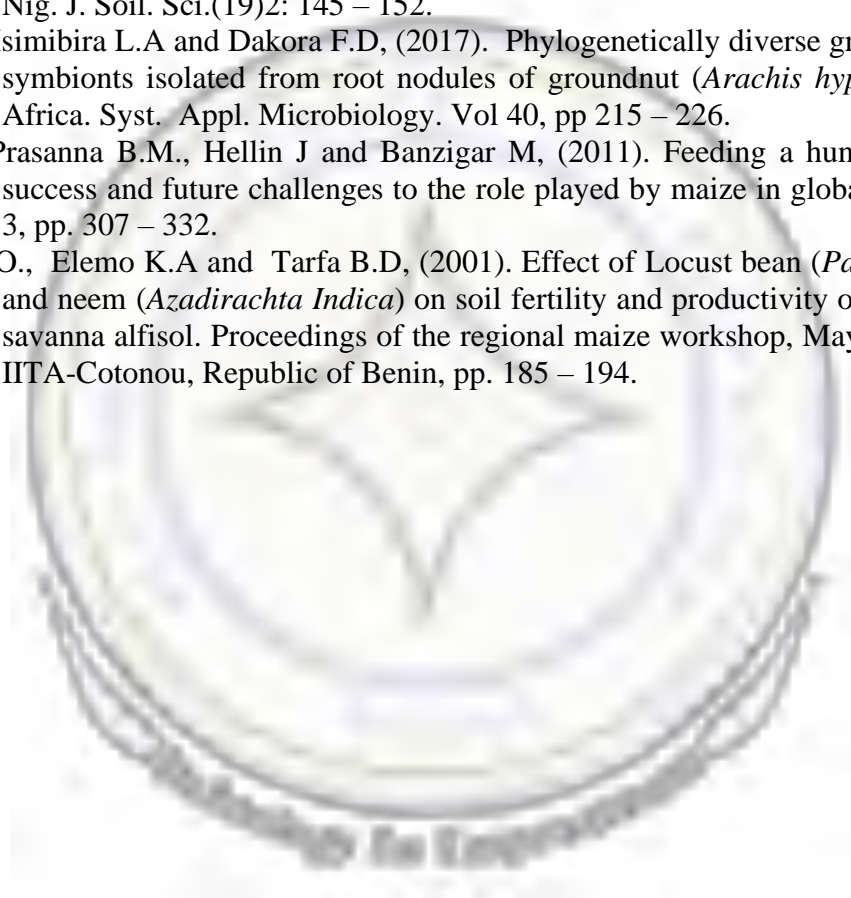 Nig. J. Soil. Sci.(19)2: 145 – 152.
simibira L.A and Dakora F.D, (2017). Phylogenetically diverse gr
symbionts isolated from root nodules of groundnut (Arachis hyp
Africa. Syst. Appl. Microbiology. Vol 40, pp 215 – 226.
Prasanna B.M., Hellin J and Banzigar M, (2011). Feeding a hun
success and future challenges to the role played by maize in globa
3, pp. 307 – 332.
O., Elemo K.A and Tarfa B.D, (2001). Effect of Locust bean (Pa
and neem (Azadirachta Indica) on soil fertility and productivity o
savanna alfisol. Proceedings of the regional maize workshop, May
IITA-Cotonou, Republic of Benin, pp. 185 – 194.